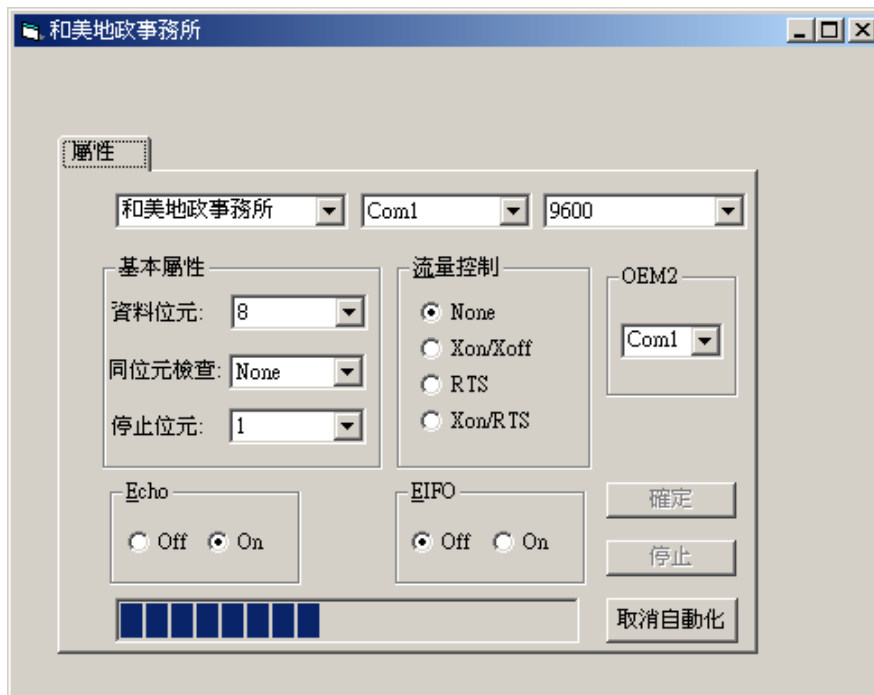 和美地政事務所
屬性
和美地政事務所 Com1 9600
基本屬性
資料位元: 8
同位元檢查: None
停止位元: 1
流量控制
None
Xon/Xoff
RTS
Xon/RTS
OEM2
Com1
Echo
Off On
EIFO
Off On
確定
停止
取消自動化